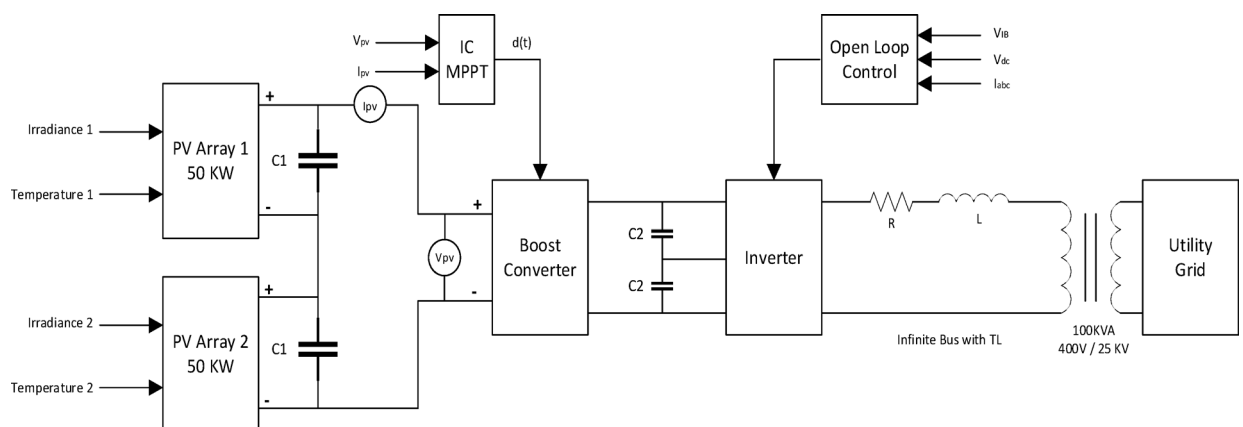 Irradiance 1
Temperature 1
PV Array 1
50 KW
+
-
C1
Irradiance 2
Temperature 2
PV Array 2
50 KW
+
-
C1
Ipv
Vpv
Ipv
IC
MPPT
d(t)
+
Vpv
-
Boost
Converter
C2
C2
Open Loop
Control
VIB
Vdc
Iabc
Inverter
R
L
Infinite Bus with TL
100KVA
400V / 25 KV
Utility
Grid